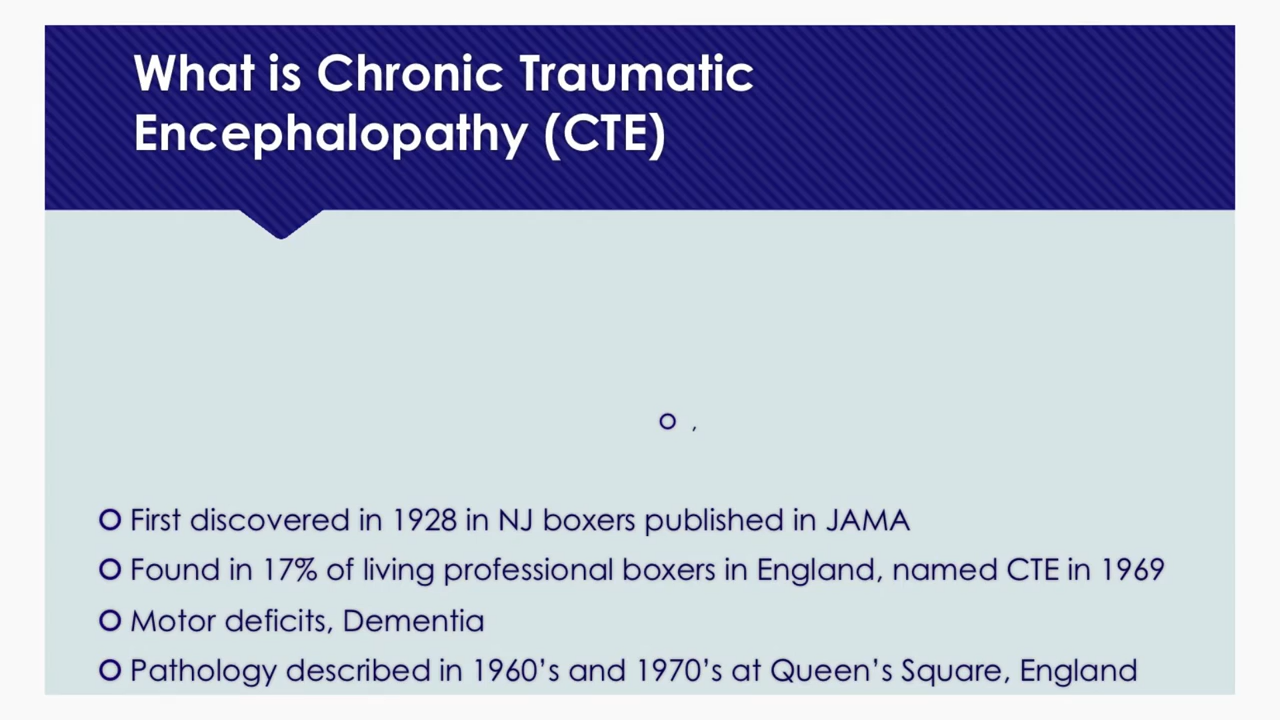 What is Chronic Traumatic
Encephalopathy (CTE)
O ,
O First discovered in 1928 in NJ boxers published in JAMA
O Found in 17% of living professional boxers in England, named CTE in 1969
O Motor deficits, Dementia
O Pathology described in 1960’s and 1970’s at Queen’s Square, England